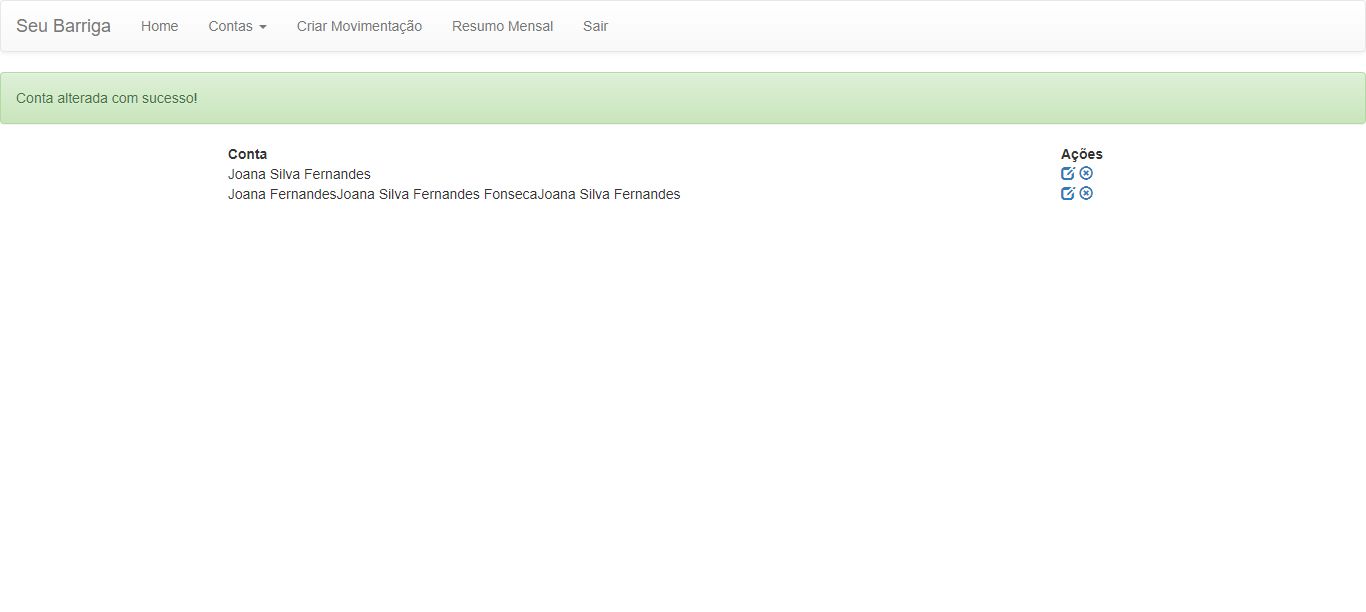 Seu Barriga Home Contas Criar Movimentação Resumo Mensal Sair
Conta alterada com sucesso!
Conta Ações
Joana Silva Fernandes
Joana FernandesJoana Silva Fernandes FonsecaJoana Silva Fernandes